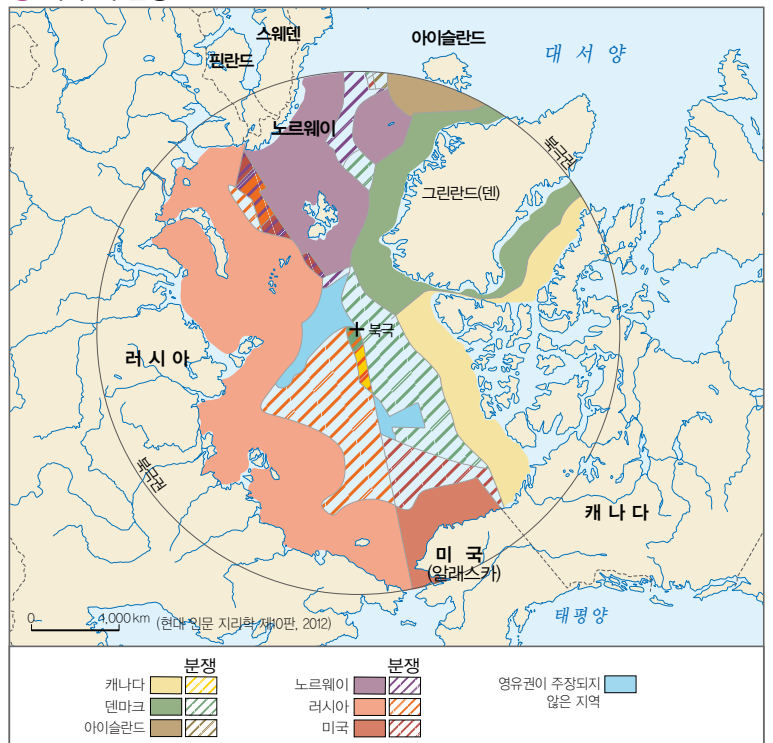 스웨덴
아이슬란드
대서양
핀란드
노르웨이
북극권
그린란드(덴)
북극
러시아
북극권
캐나다
미국
(알래스카)
태평양
0 1,000 km (현대 인문 지리학 제10판, 2012)
분쟁 분쟁
캐나다 노르웨이 영유권이 주장되지
않은 지역
덴마크 러시아
아이슬란드 미국